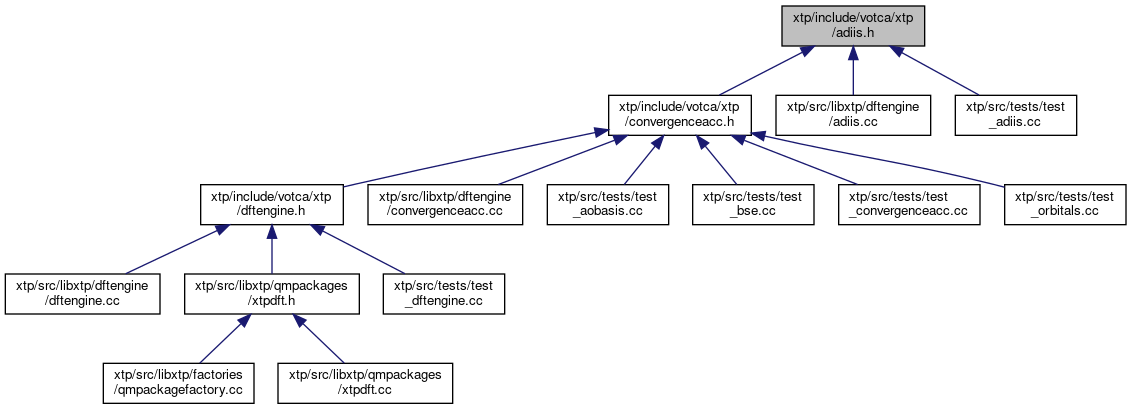 xtp/include/votca/xtp
/adiis.h
xtp/include/votca/xtp
/convergenceacc.h
xtp/src/libxtp/dftengine
/adiis.cc
xtp/src/tests/test
_adiis.cc
xtp/include/votca/xtp
/dftengine.h
xtp/src/libxtp/dftengine
/convergenceacc.cc
xtp/src/tests/test
_aobasis.cc
xtp/src/tests/test
_bse.cc
xtp/src/tests/test
_convergenceacc.cc
xtp/src/tests/test
_orbitals.cc
xtp/src/libxtp/dftengine
/dftengine.cc
xtp/src/libxtp/qmpackages
/xtpdft.h
xtp/src/tests/test
_dftengine.cc
xtp/src/libxtp/factories
/qmpackagefactory.cc
xtp/src/libxtp/qmpackages
/xtpdft.cc